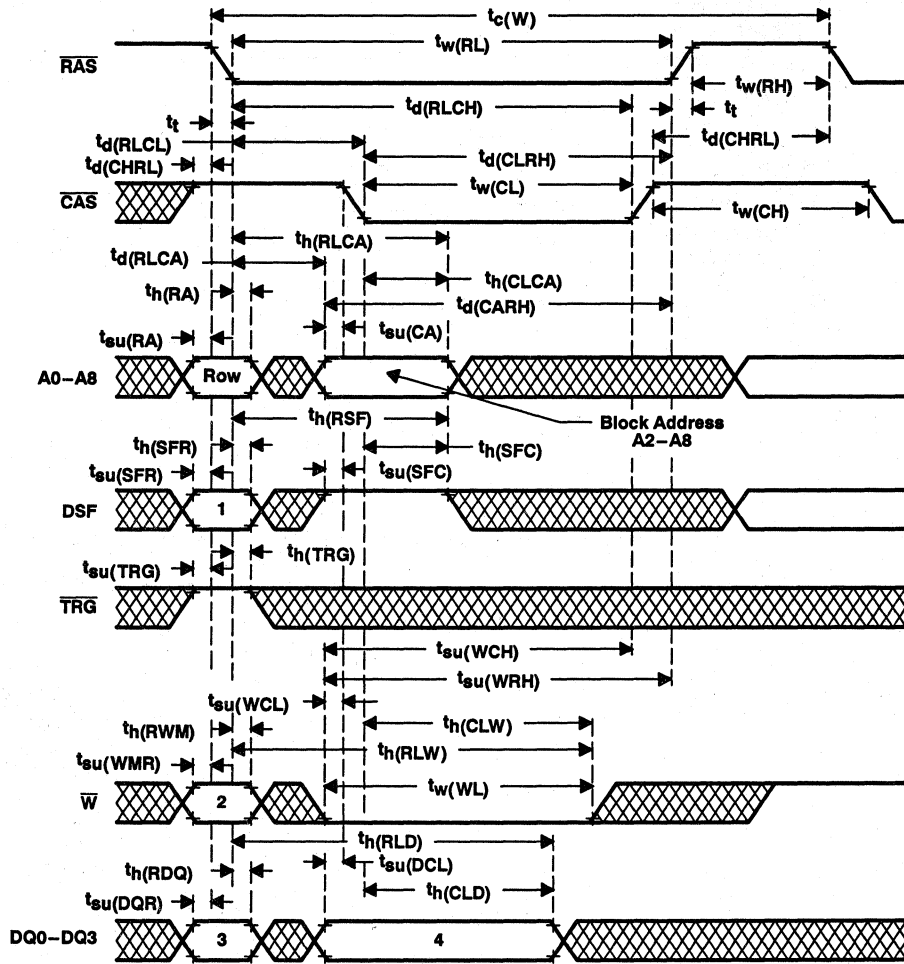 tc(W)
tw(RL)
RAS
tw(RH)
td(RLCH)
tt
tt
td(RLCL)
td(CHRL)
td(CLRH)
td(CHRL)
tw(CL)
CAS
tw(CH)
th(RLCA)
td(RLCA)
th(CLCA)
th(RA)
td(CARH)
tsu(RA)
tsu(CA)
A0–A8
Row
th(RSF)
Block Address
A2–A8
th(SFR)
th(SFC)
tsu(SFR)
tsu(SFC)
DSF
1
th(TRG)
tsu(TRG)
TRG
tsu(WCH)
tsu(WRH)
tsu(WCL)
th(RWM)
th(CLW)
th(RLW)
tsu(WMR)
tw(WL)
W
2
th(RLD)
th(RDQ)
tsu(DCL)
th(CLD)
tsu(DQR)
DQ0–DQ3
3
4